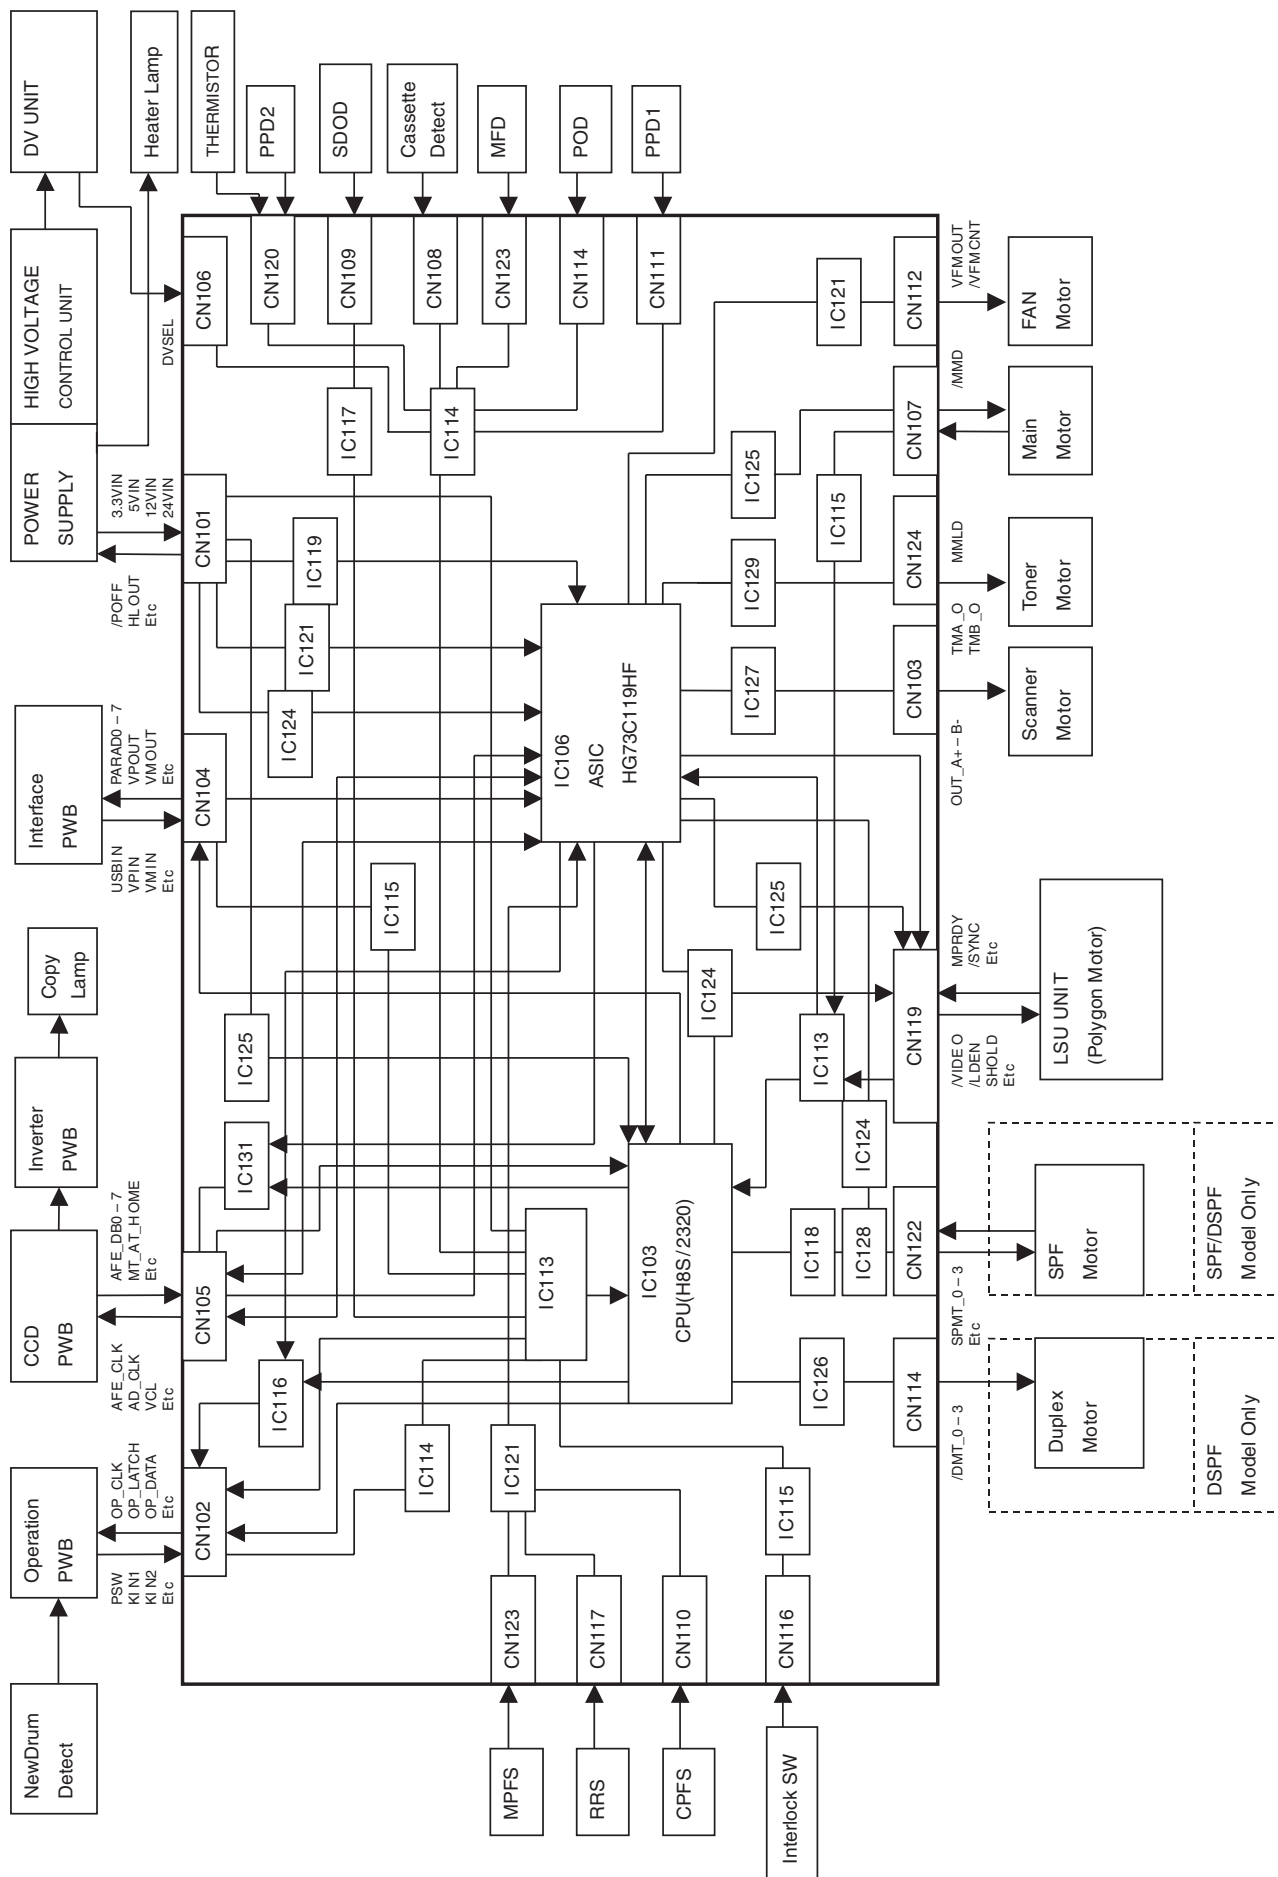 NewDrum
Detect
Operation
PWB
CCD
PWB
Inverter
PWB
Copy
Lamp
Interface
PWB
POWER
SUPPLY
HIGH VOLTAGE
CONTROL UNIT
DV UNIT
Heater Lamp
THERMISTOR
PSW
KIN1
KIN2
Etc
OP_CLK
OP_LATCH
OP_DATA
Etc
AFE_CLK
AD_CLK
VCL
Etc
AFE_DB0-7
MT_AT_HOME
Etc
USBIN
VPIN
VMIN
Etc
PARAD0-7
VPOUT
VMOUT
Etc
/POFF
HLOUT
Etc
3.3VIN
5VIN
12VIN
24VIN
DVSEL
CN102
CN105
CN104
CN101
CN106
PPD2
SDOD
Cassette
Detect
MFD
POD
PPD1
CN120
CN109
CN108
CN123
CN114
CN111
IC116
IC131
IC125
IC124
IC121
IC119
IC117
IC114
IC115
IC114
IC121
IC113
IC106
ASIC
HG73C119HF
IC103
CPU(H8S/2320)
MPFS
RRS
CPFS
Interlock SW
CN123
CN117
CN110
CN116
IC115
IC126
IC118
IC128
IC124
IC113
IC124
IC125
IC127
IC129
IC125
IC115
IC121
CN114
CN122
CN119
CN103
CN124
CN107
CN112
/DMT_0-3
SPMT_0-3
Etc
/VIDEO
/LDEN
SHOLD
Etc
MPRDY
/SYNC
Etc
OUT_A+-B-
TMA_O
TMB_O
MMLD
/MMD
VFMOUT
/VFMCNT
Duplex
Motor
DSPF
Model Only
SPF
Motor
SPF/DSPF
Model Only
LSU UNIT
(Polygon Motor)
Scanner
Motor
Toner
Motor
Main
Motor
FAN
Motor